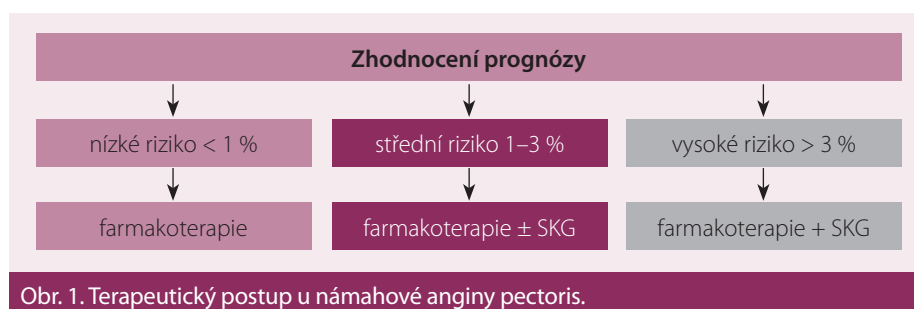 Zhodnocení prognózy
nízké riziko < 1 %
střední riziko 1–3 %
vysoké riziko > 3 %
farmakoterapie
farmakoterapie ± SKG
farmakoterapie + SKG
Obr. 1. Terapeutický postup u námahové anginy pectoris.